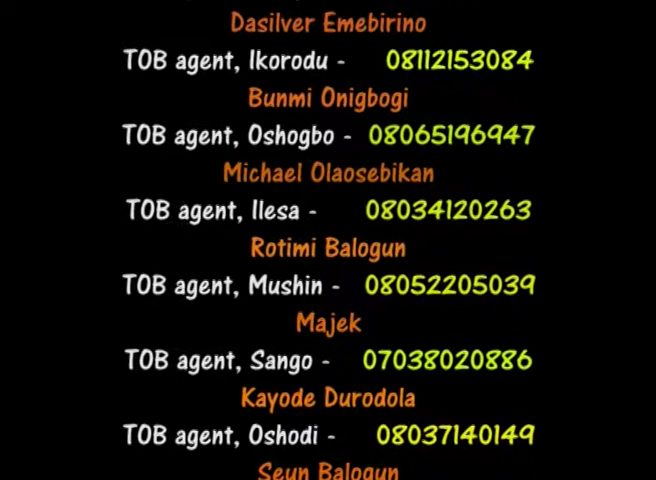 Dasilver Emebirino
TOB agent, Ikorodu - 08112153084
Bunmi Onigbogi
TOB agent, Oshogbo - 08065196947
Michael Olaosebikan
TOB agent, Ilesa - 08034120263
Rotimi Balogun
TOB agent, Mushin - 08052205039
Majek
TOB agent, Sango - 07038020886
Kayode Durodola
TOB agent, Oshodi - 08037140149
Seun Balogun